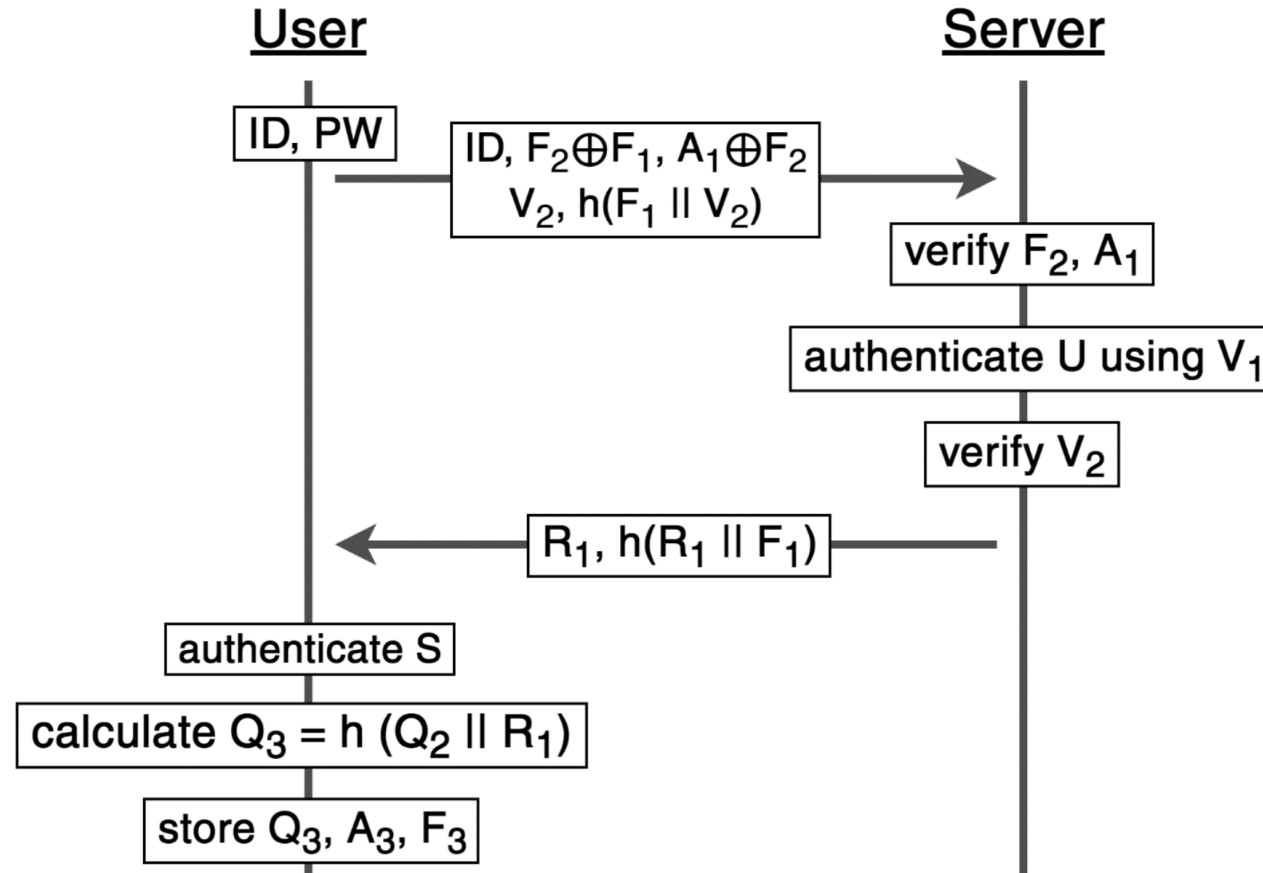 User
Server
ID, PW
ID, F₂⊕F₁, A₁⊕F₂
V₂, h(F₁ || V₂)
verify F₂, A₁
authenticate U using V₁
verify V₂
R₁, h(R₁ || F₁)
authenticate S
calculate Q₃ = h (Q₂ || R₁)
store Q₃, A₃, F₃